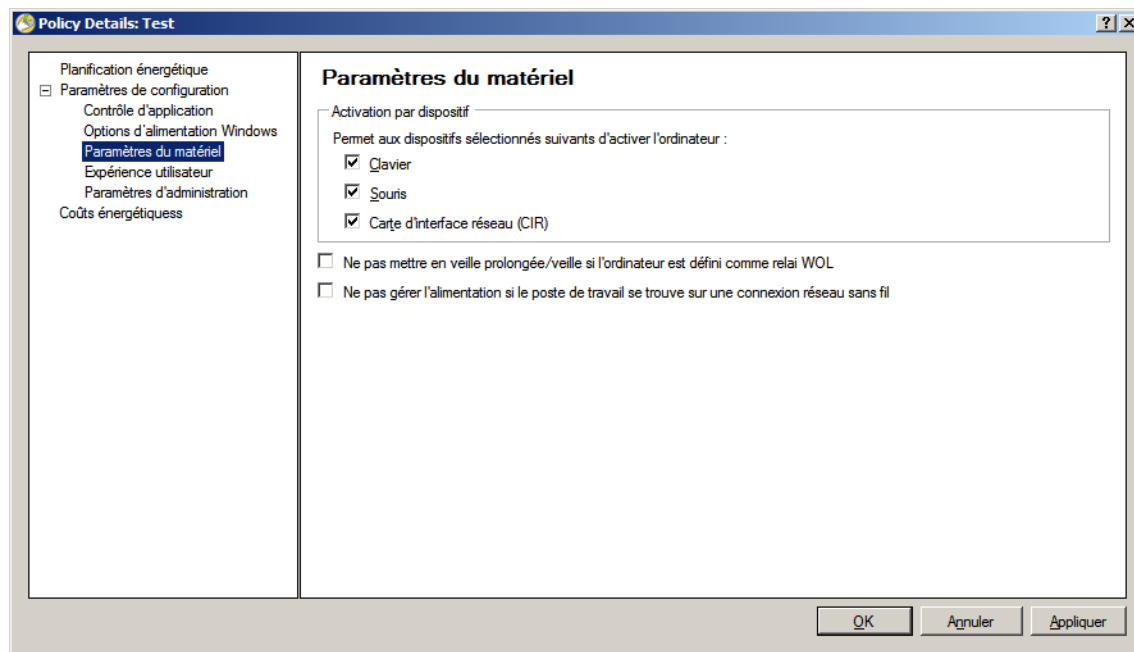 Policy Details: Test
Planification énergétique
Paramètres de configuration
Contrôle d'application
Options d'alimentation Windows
Paramètres du matériel
Expérience utilisateur
Paramètres d'administration
Coûts énergétiquess
Paramètres du matériel
Activation par dispositif
Permet aux dispositifs sélectionnés suivants d'activer l'ordinateur :
Clavier
Souris
Carte d'interface réseau (CIR)
Ne pas mettre en veille prolongée/veille si l'ordinateur est défini comme relai WOL
Ne pas gérer l'alimentation si le poste de travail se trouve sur une connexion réseau sans fil
OK
Annuler
Appliquer